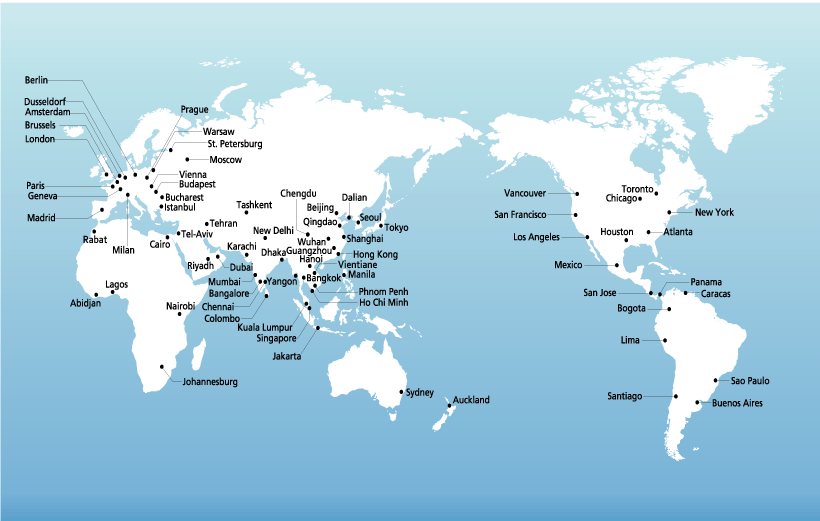 Berlin
Dusseldorf
Amsterdam
Brussels
London
Paris
Geneva
Madrid
Rabat
Milan
Prague
Warsaw
St. Petersburg
Moscow
Vienna
Budapest
Bucharest
Istanbul
Cairo
Tel-Aviv
Tehran
Tashkent
Riyadh
Dubai
Karachi
New Delhi
Dhaka
Mumbai
Bangalore
Chennai
Colombo
Yangon
Chengdu
Beijing
Dalian
Qingdao
Seoul
Tokyo
Wuhan
Shanghai
Guangzhou
Hong Kong
Hanoi
Vientiane
Bangkok
Manila
Phnom Penh
Ho Chi Minh
Kuala Lumpur
Singapore
Jakarta
Lagos
Abidjan
Nairobi
Johannesburg
Sydney
Auckland
Vancouver
San Francisco
Los Angeles
Toronto
Chicago
New York
Houston
Atlanta
Mexico
San Jose
Panama
Caracas
Bogota
Lima
Sao Paulo
Santiago
Buenos Aires